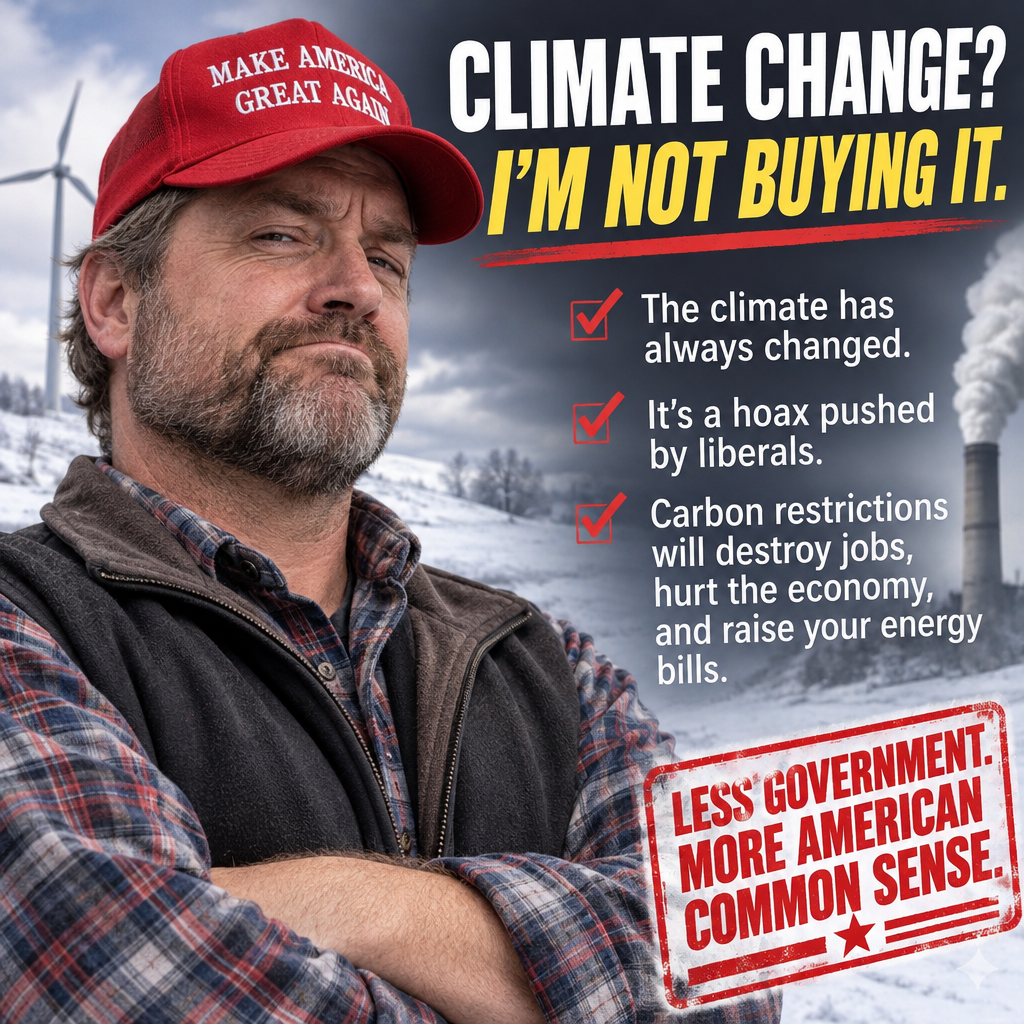 MAKE AMERICA
GREAT AGAIN
CLIMATE CHANGE?
I'M NOT BUYING IT.
The climate has
always changed.
It's a hoax pushed
by liberals.
Carbon restrictions
will destroy jobs,
hurt the economy,
and raise your energy
bills.
LESS GOVERNMENT.
MORE AMERICAN
COMMON SENSE.